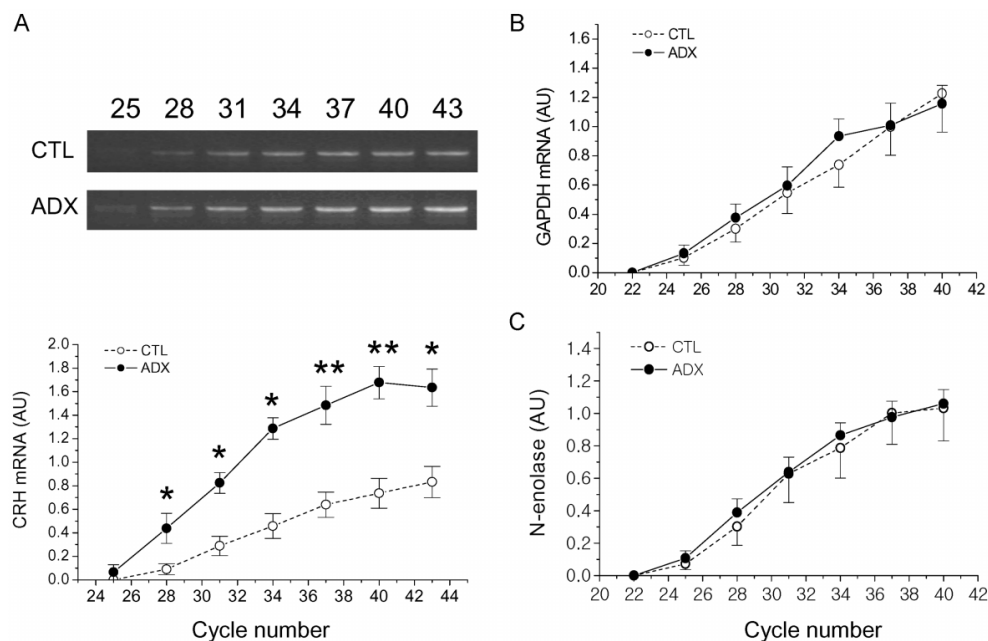 A
25 28 31 34 37 40 43
CTL
ADX
CTL
ADX
CRH mRNA (AU)
2.0
1.8
1.6
1.4
1.2
1.0
0.8
0.6
0.4
0.2
0.0
* * * ** ** *
24 26 28 30 32 34 36 38 40 42 44
Cycle number
B
CTL
ADX
GAPDH mRNA (AU)
1.6
1.4
1.2
1.0
0.8
0.6
0.4
0.2
0.0
20 22 24 26 28 30 32 34 36 38 40 42
C
CTL
ADX
N-enolase (AU)
1.4
1.2
1.0
0.8
0.6
0.4
0.2
0.0
20 22 24 26 28 30 32 34 36 38 40 42
Cycle number